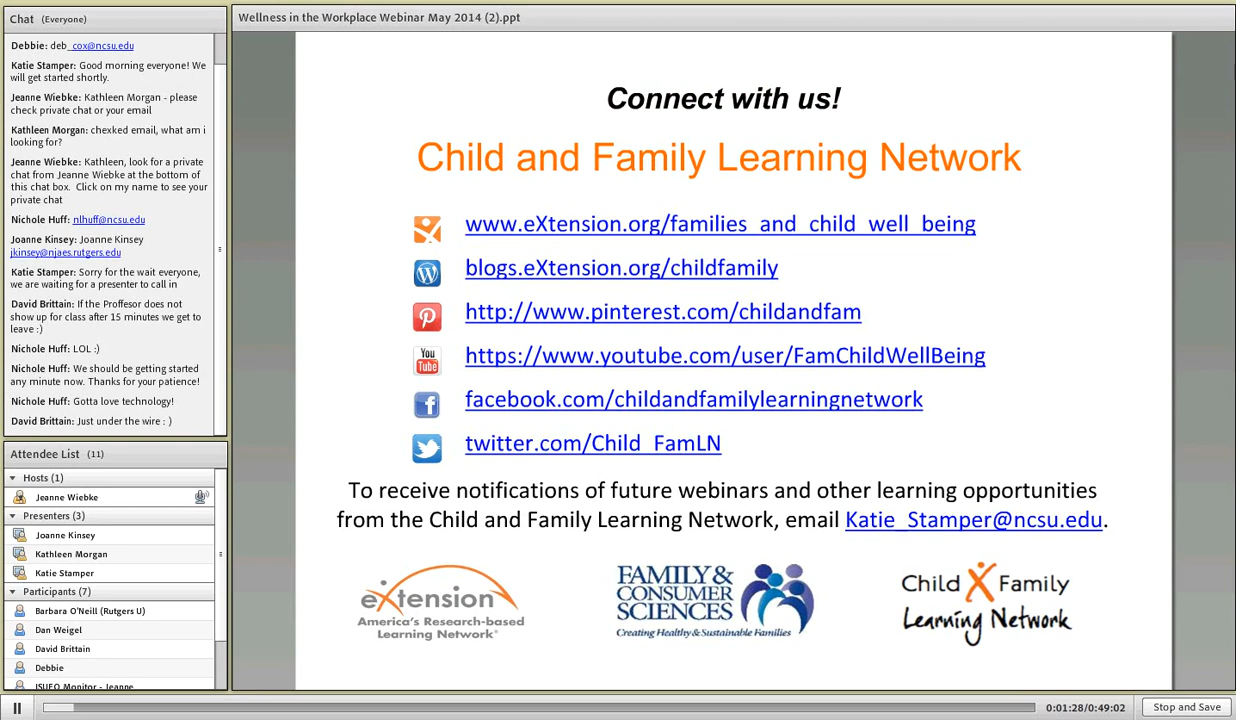 Chat (Everyone)
Debbie: deb_cox@ncsu.edu
Katie Stamper: Good morning everyone! We
will get started shortly.
Jeanne Wiebke: Kathleen Morgan - please
check private chat or your email
Kathleen Morgan: chexked email, what am i
looking for?
Jeanne Wiebke: Kathleen, look for a private
chat from Jeanne Wiebke at the bottom of
this chat box. Click on my name to see your
private chat
Nichole Huff: nlhuff@ncsu.edu
Joanne Kinsey: Joanne Kinsey
jkinsey@njaes.rutgers.edu
Katie Stamper: Sorry for the wait everyone,
we are waiting for a presenter to call in
David Brittain: If the Proffesor does not
show up for class after 15 minutes we get to
leave :)
Nichole Huff: LOL :)
Nichole Huff: We should be getting started
any minute now. Thanks for your patience!
Nichole Huff: Gotta love technology!
David Brittain: Just under the wire : )
Attendee List (11)
Hosts (1)
Jeanne Wiebke
Presenters (3)
Joanne Kinsey
Kathleen Morgan
Katie Stamper
Participants (7)
Barbara O'Neill (Rutgers U)
Dan Weigel
David Brittain
Debbie
ISUEO Monitor - Jeanne
Wellness in the Workplace Webinar May 2014 (2).ppt
Connect with us!
Child and Family Learning Network
www.eXtension.org/families_and_child_well_being
blogs.eXtension.org/childfamily
http://www.pinterest.com/childandfam
You
Tube
https://www.youtube.com/user/FamChildWellBeing
facebook.com/childandfamilylearningnetwork
twitter.com/Child_FamLN
To receive notifications of future webinars and other learning opportunities
from the Child and Family Learning Network, email Katie_Stamper@ncsu.edu.
eXtension
America's Research-based
Learning Network®
FAMILY &
CONSUMER
SCIENCES
Creating Healthy & Sustainable Families
Child X Family
Learning Network
0:01:28/0:49:02
Stop and Save